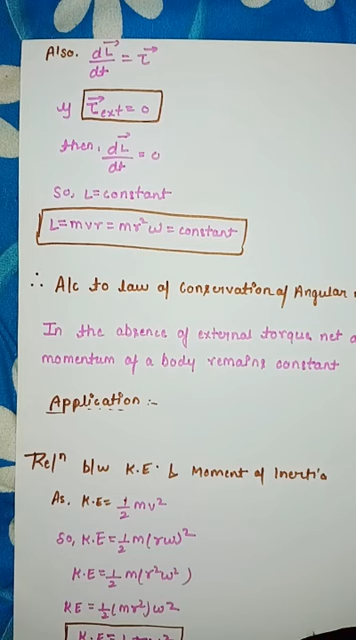 Also. dL⃗/dt = τ⃗
if τ⃗ext = 0
then, dL⃗/dt = 0
So, L = constant
L = mvr = mr²ω = constant
∴ A/c to law of Conservation of Angular
In the absence of external torque net
momentum of a body remains constant
Application :-
Relⁿ b/w K.E. & Moment of Inertia
As, K.E = 1/2 mv²
So, K.E = 1/2 m(rω)²
K.E = 1/2 m(r²ω²)
KE = 1/2 (mr²)ω²